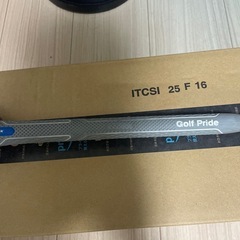 ITCSI 25 F 16
Golf Pride